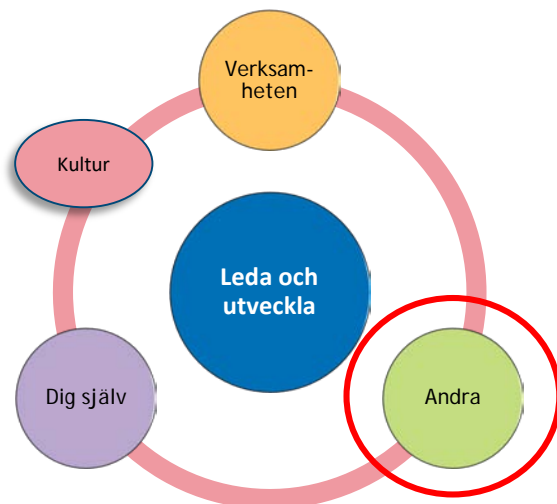 Verksam-
heten
Kultur
Leda och
utveckla
Dig själv
Andra